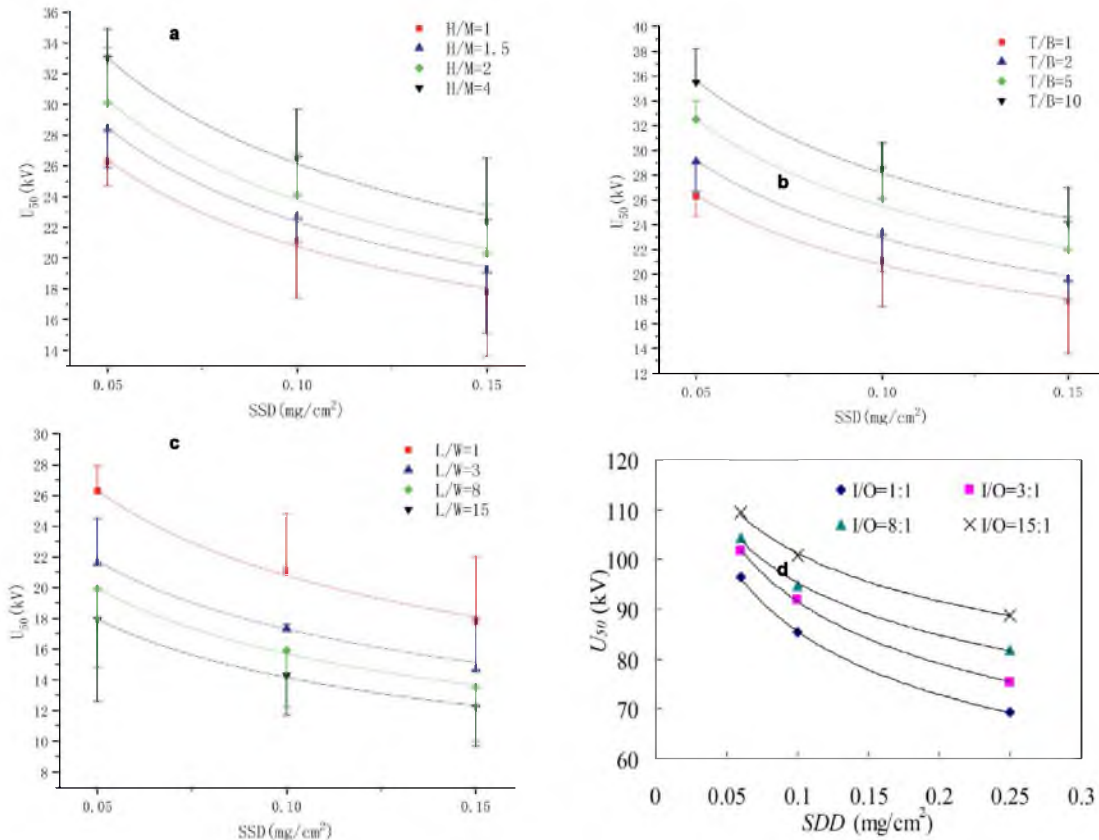 a
H/M=1
H/M=1.5
H/M=2
H/M=4
36
34
32
30
28
26
24
22
20
18
16
14
U50(kV)
0.05
0.10
0.15
SSD(mg/cm²)
b
T/B=1
T/B=2
T/B=5
T/B=10
40
38
36
34
32
30
28
26
24
22
20
18
16
14
12
U50(kV)
0.05
0.10
0.15
SSD(mg/cm²)
c
L/W=1
L/W=3
L/W=8
L/W=15
30
28
26
24
22
20
18
16
14
12
10
8
U50(kV)
0.05
0.10
0.15
SSD(mg/cm²)
d
I/O=1:1
I/O=3:1
I/O=8:1
I/O=15:1
120
110
100
90
80
70
60
U50 (kV)
0
0.05
0.1
0.15
0.2
0.25
0.3
SDD (mg/cm²)